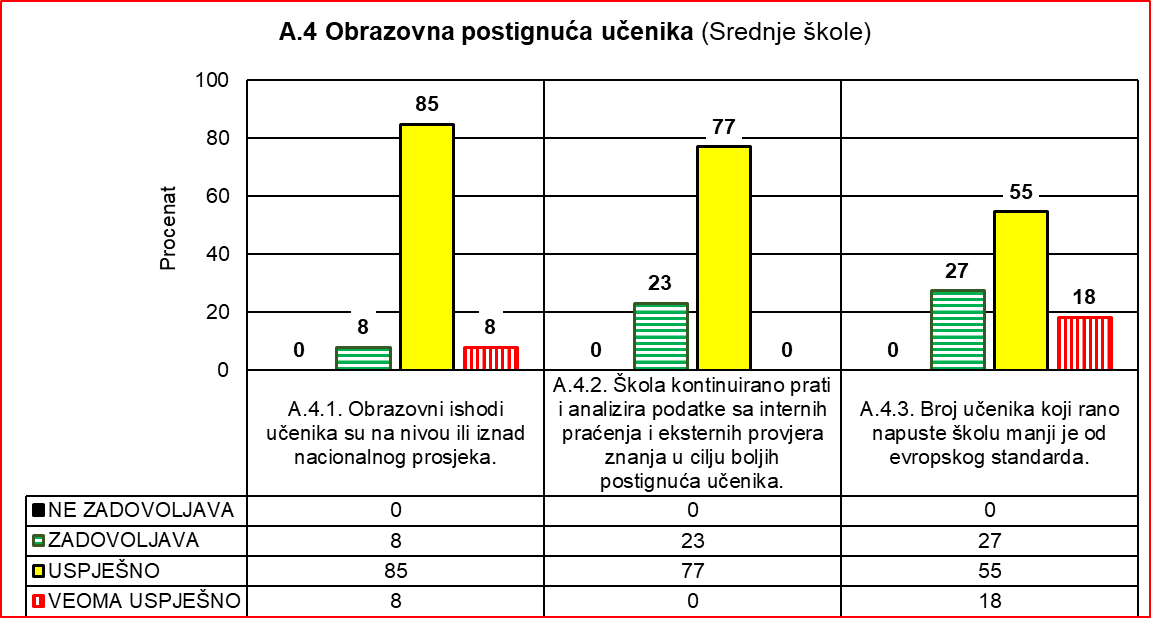 A.4 Obrazovna postignuća učenika (Srednje škole)
Procenat
100
80
60
40
20
0
0
8
85
8
0
23
77
0
0
27
55
18
A.4.1. Obrazovni ishodi
učenika su na nivou ili iznad
nacionalnog prosjeka.
A.4.2. Škola kontinuirano prati
i analizira podatke sa internih
praćenja i eksternih provjera
znanja u cilju boljih
postignuća učenika.
A.4.3. Broj učenika koji rano
napuste školu manji je od
evropskog standarda.
NE ZADOVOLJAVA 0 0 0
ZADOVOLJAVA 8 23 27
USPJEŠNO 85 77 55
VEOMA USPJEŠNO 8 0 18